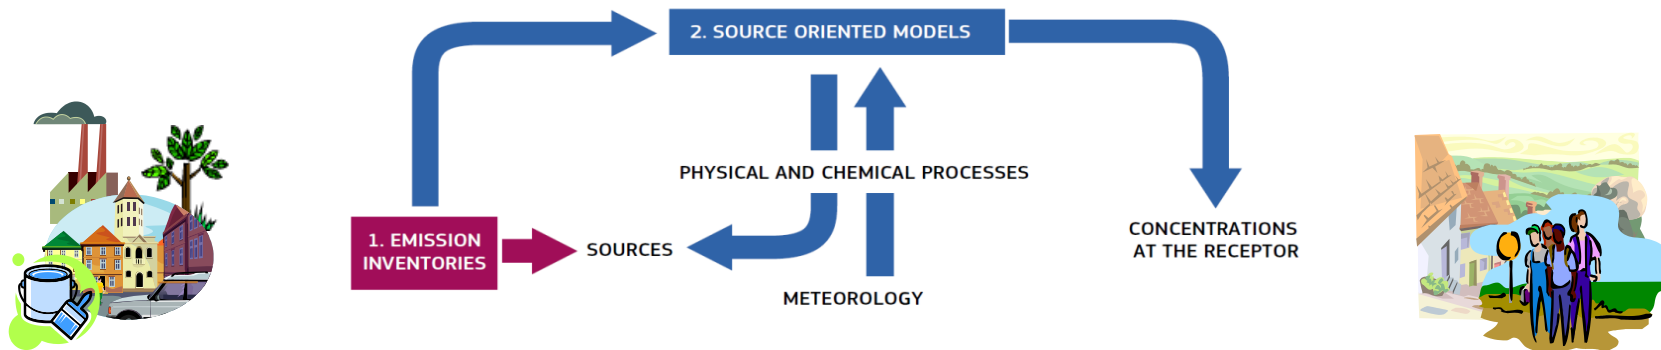 2. SOURCE ORIENTED MODELS
PHYSICAL AND CHEMICAL PROCESSES
1. EMISSION
INVENTORIES
SOURCES
CONCENTRATIONS
AT THE RECEPTOR
METEOROLOGY